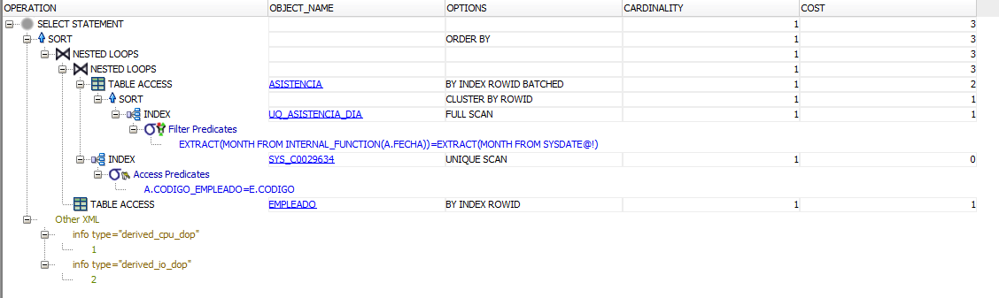 OPERATION OBJECT_NAME OPTIONS CARDINALITY COST
SELECT STATEMENT 1 3
SORT ORDER BY 1 3
NESTED LOOPS 1 3
NESTED LOOPS 1 3
TABLE ACCESS ASISTENCIA BY INDEX ROWID BATCHED 1 2
SORT CLUSTER BY ROWID 1 1
INDEX UQ_ASISTENCIA_DIA FULL SCAN 1 1
Filter Predicates
EXTRACT(MONTH FROM INTERNAL_FUNCTION(A.FECHA))=EXTRACT(MONTH FROM SYSDATE@!)
INDEX SYS_C0029634 UNIQUE SCAN 1 0
Access Predicates
A.CODIGO_EMPLEADO=E.CODIGO
TABLE ACCESS EMPLEADO BY INDEX ROWID 1 1
Other XML
info type="derived_cpu_dop"
1
info type="derived_io_dop"
2